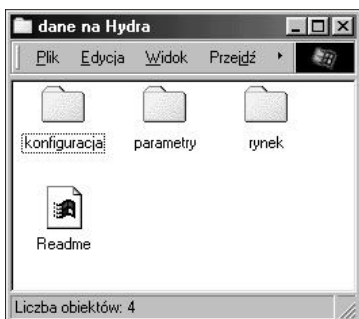 dane na Hydra
Plik Edycja Widok Przejdź
konfiguracja parametry rynek
Readme
Liczba obiektów: 4